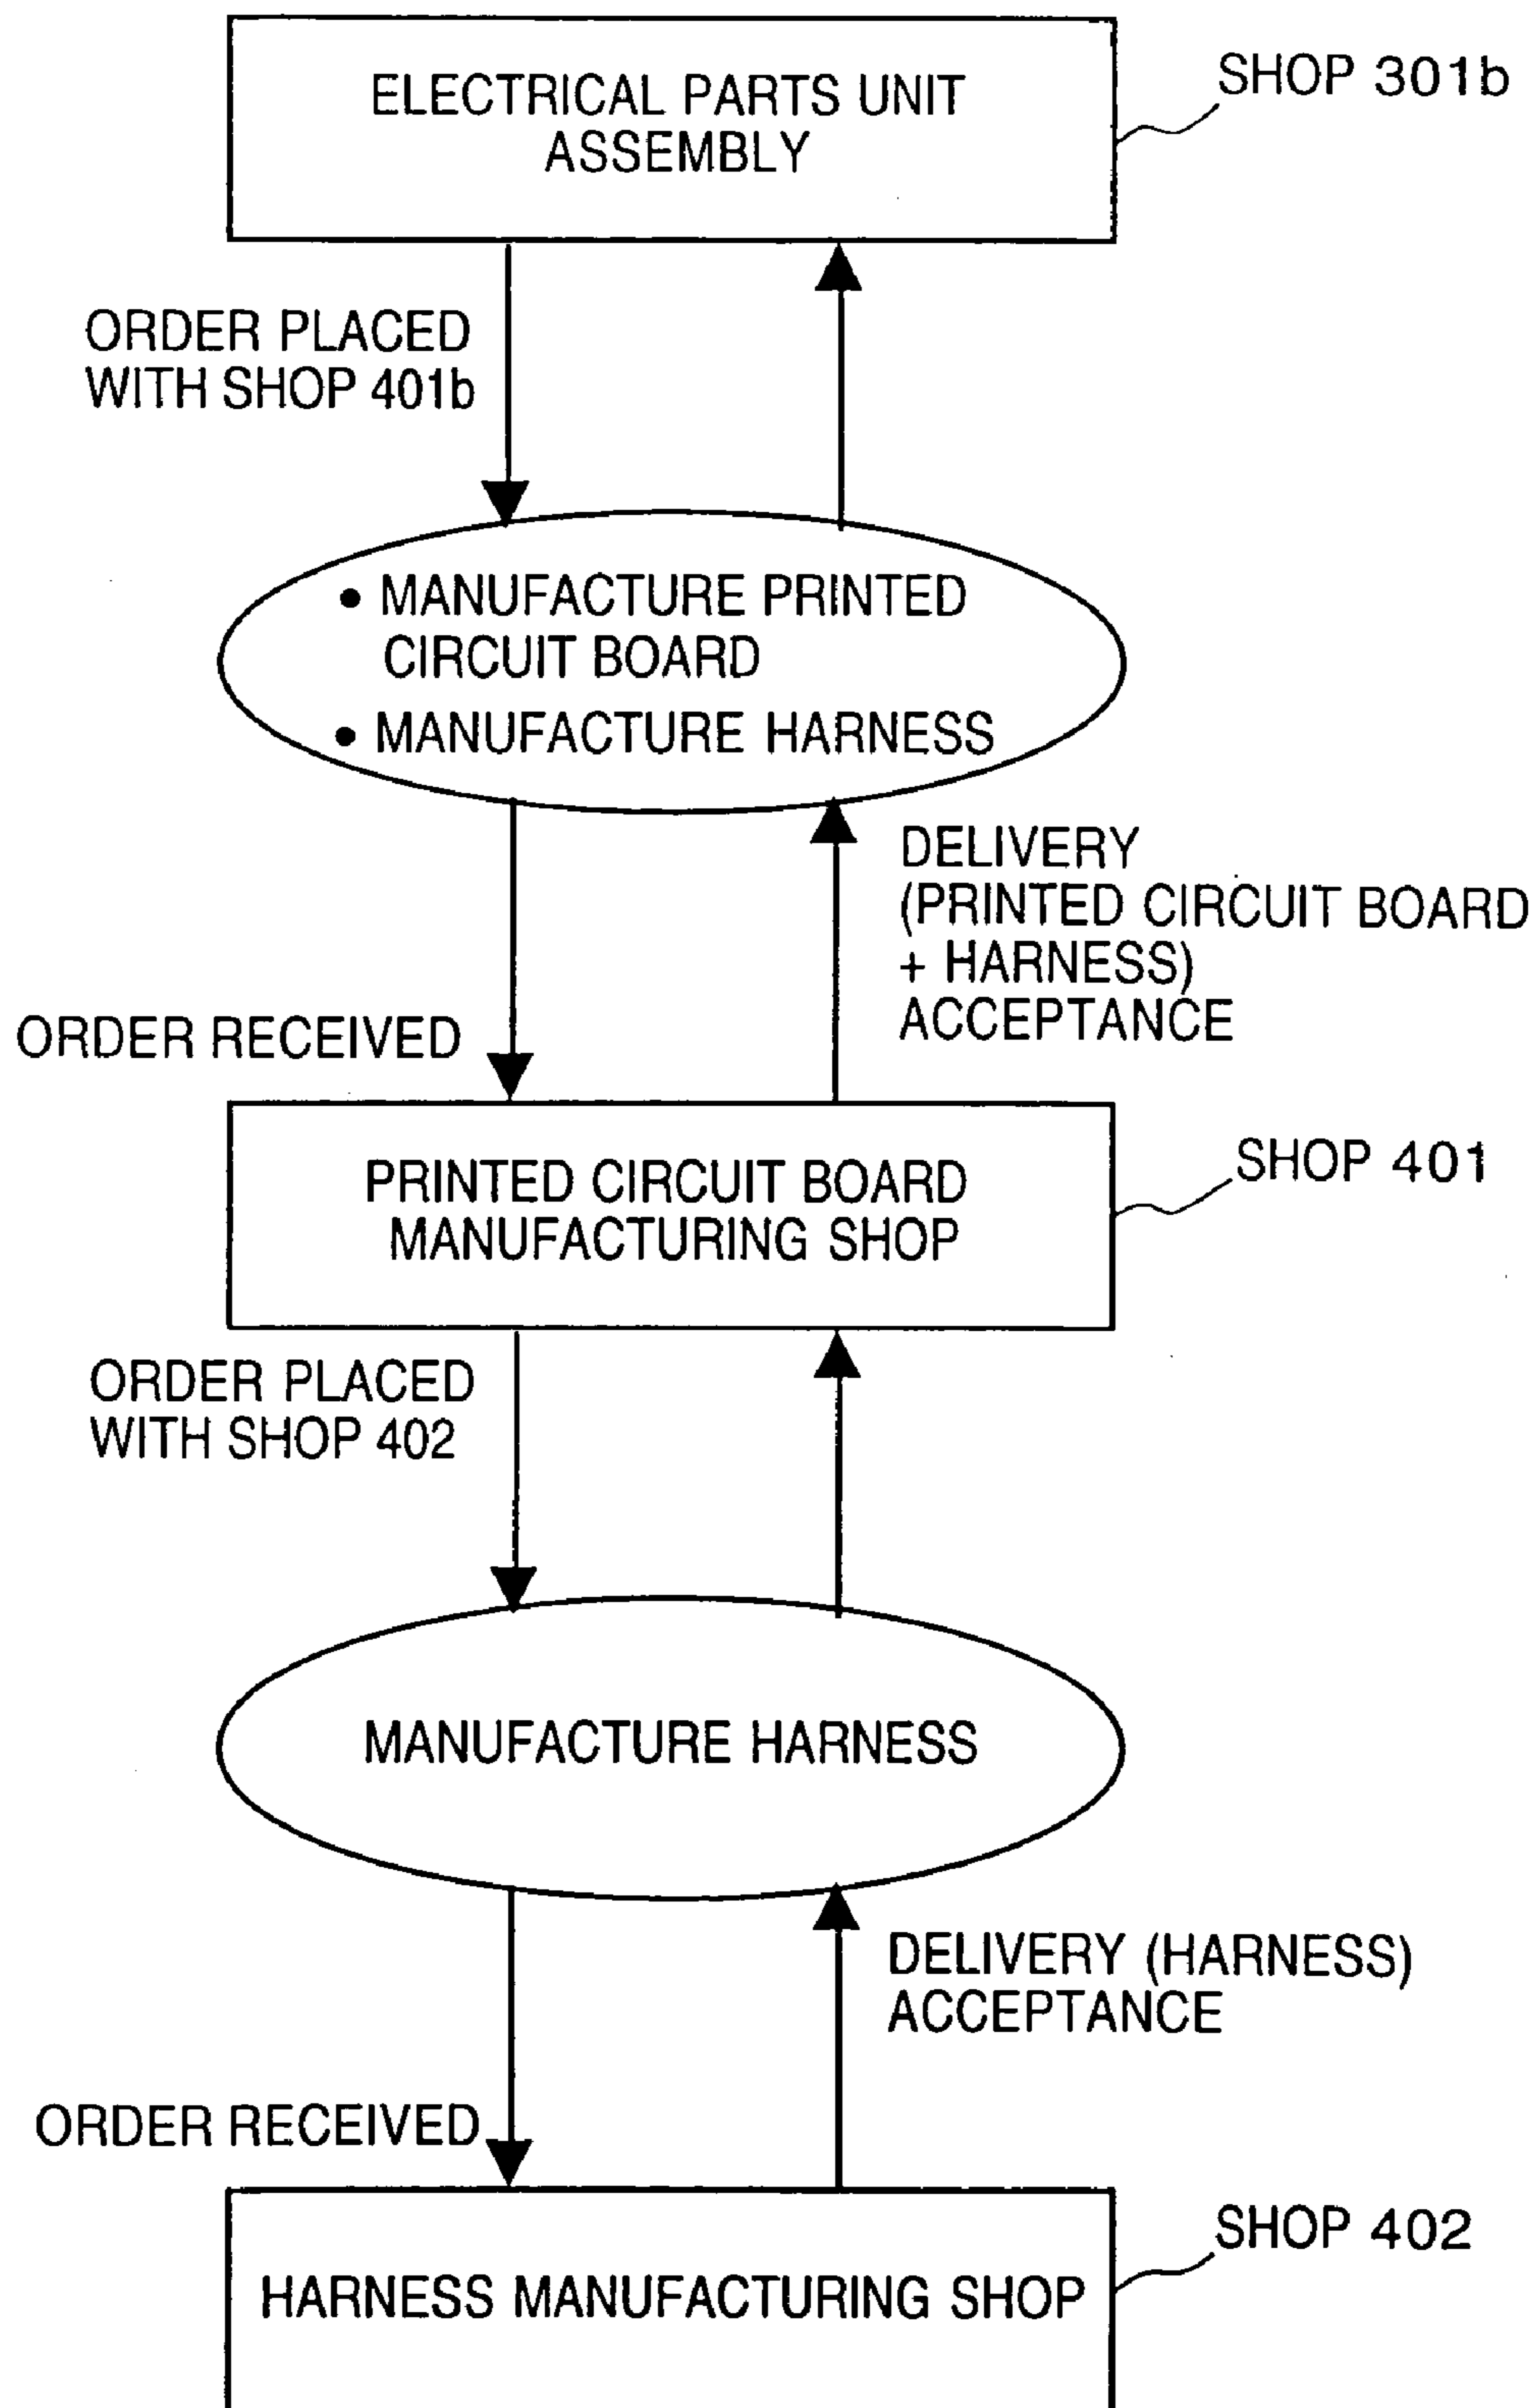 ELECTRICAL PARTS UNIT
ASSEMBLY
SHOP 301b
ORDER PLACED
WITH SHOP 401b
• MANUFACTURE PRINTED
CIRCUIT BOARD
• MANUFACTURE HARNESS
DELIVERY
(PRINTED CIRCUIT BOARD
+ HARNESS)
ACCEPTANCE
ORDER RECEIVED
PRINTED CIRCUIT BOARD
MANUFACTURING SHOP
SHOP 401
ORDER PLACED
WITH SHOP 402
MANUFACTURE HARNESS
DELIVERY (HARNESS)
ACCEPTANCE
ORDER RECEIVED
HARNESS MANUFACTURING SHOP
SHOP 402